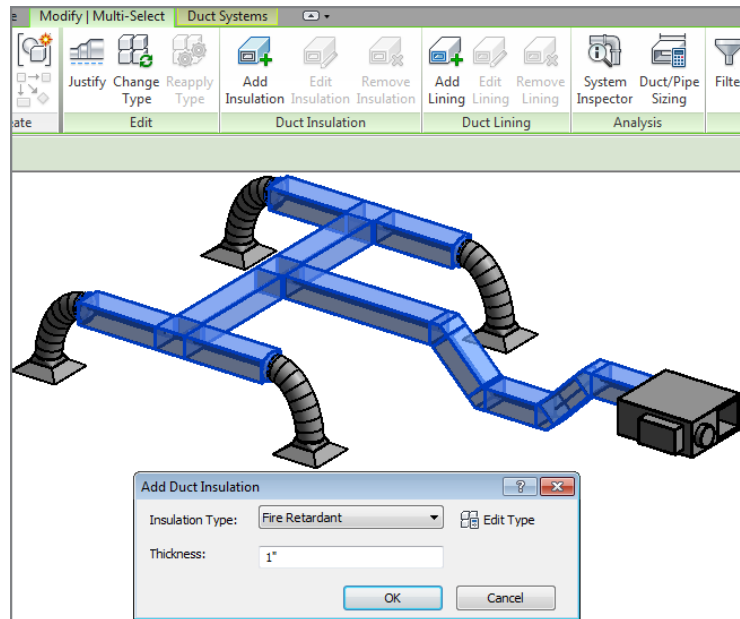 e Modify | Multi-Select Duct Systems
Justify Change Type Reapply Type Add Insulation Edit Insulation Remove Insulation Add Lining Edit Lining Remove Lining System Inspector Duct/Pipe Sizing Filte
eate Edit Duct Insulation Duct Lining Analysis
Add Duct Insulation
Insulation Type: Fire Retardant Edit Type
Thickness: 1"
OK Cancel